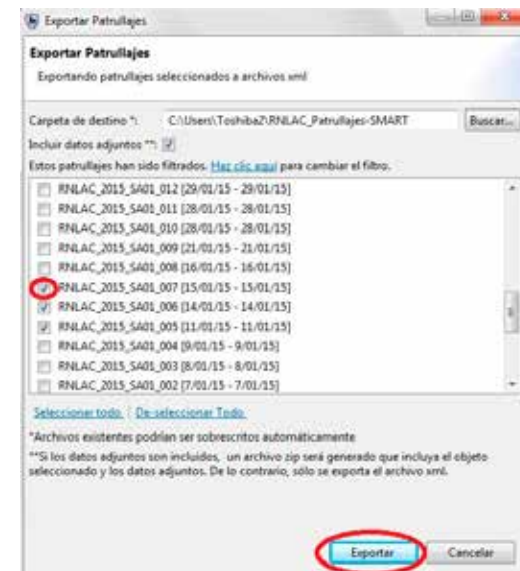 Exportar Patrullajes
Exportar Patrullajes
Exportando patrullajes seleccionados a archivos xml
Carpeta de destino *: C:\Users\Toshiba2\RNLAC_Patrullajes-SMART Buscar...
Incluir datos adjuntos **:
Estos patrullajes han sido filtrados. Haz clic aquí para cambiar el filtro.
RNLAC_2015_SA01_012 [29/01/15 - 29/01/15]
RNLAC_2015_SA01_011 [28/01/15 - 28/01/15]
RNLAC_2015_SA01_010 [28/01/15 - 28/01/15]
RNLAC_2015_SA01_009 [21/01/15 - 21/01/15]
RNLAC_2015_SA01_008 [16/01/15 - 16/01/15]
RNLAC_2015_SA01_007 [15/01/15 - 15/01/15]
RNLAC_2015_SA01_006 [14/01/15 - 14/01/15]
RNLAC_2015_SA01_005 [11/01/15 - 11/01/15]
RNLAC_2015_SA01_004 [9/01/15 - 9/01/15]
RNLAC_2015_SA01_003 [8/01/15 - 8/01/15]
RNLAC_2015_SA01_002 [7/01/15 - 7/01/15]
Seleccionar todo. | De-seleccionar Todo.
*Archivos existentes podrían ser sobrescritos automáticamente
**Si los datos adjuntos son incluidos, un archivo zip será generado que incluya el objeto
seleccionado y los datos adjuntos. De lo contrario, sólo se exporta el archivo xml.
Exportar Cancelar